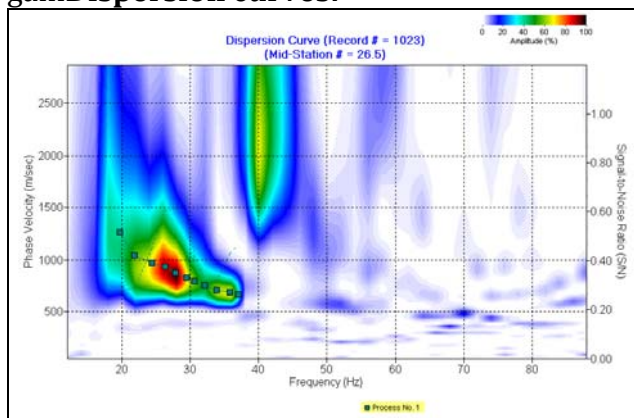 gamDispersion curves.
Dispersion Curve (Record # = 1023)
(Mid-Station # = 26.5)
0 20 40 60 80 100
Amplitude (%)
Phase Velocity (m/sec)
2500
2000
1500
1000
500
Signal-to-Noise Ratio (S/N)
1.00
0.80
0.60
0.40
0.20
0.00
20 30 40 50 60 70 80
Frequency (Hz)
Process No. 1